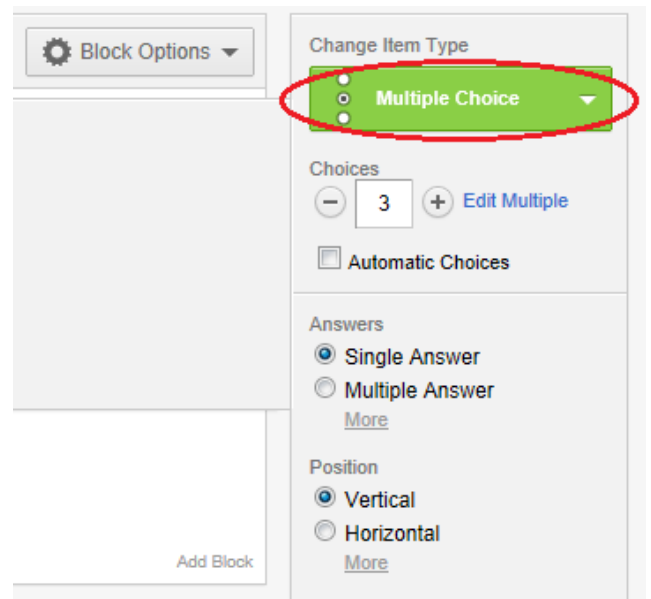 Block Options
Change Item Type
Multiple Choice
Choices
3 Edit Multiple
Automatic Choices
Answers
Single Answer
Multiple Answer
More
Position
Vertical
Horizontal
More
Add Block